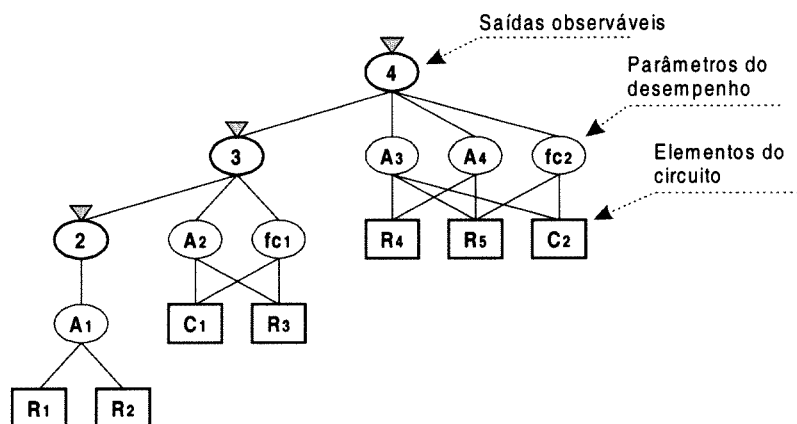 Saídas observáveis
4
Parâmetros do
desempenho
3
A3
A4
fc2
Elementos do
circuito
2
A2
fc1
R4
R5
C2
A1
C1
R3
R1
R2